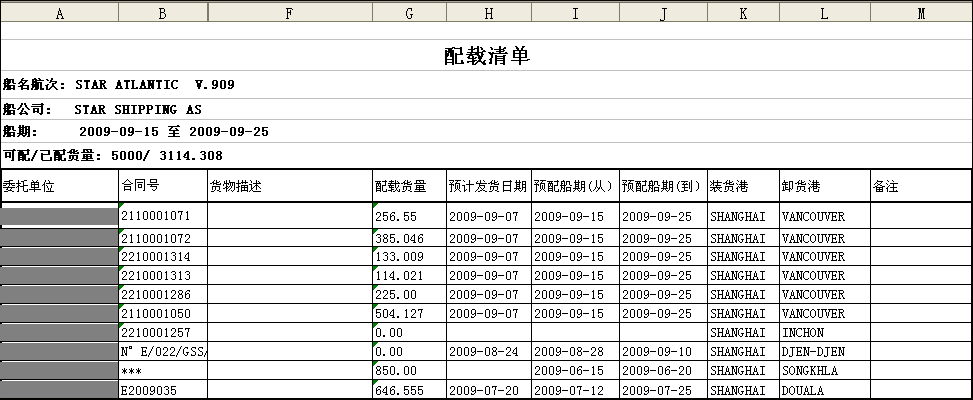 A B F G H I J K L M
配载清单
船名航次: STAR ATLANTIC V.909
船公司: STAR SHIPPING AS
船期: 2009-09-15 至 2009-09-25
可配/已配货量: 5000/ 3114.308
委托单位 合同号 货物描述 配载货量 预计发货日期 预配船期(从) 预配船期(到) 装货港 卸货港 备注
2110001071 256.55 2009-09-07 2009-09-15 2009-09-25 SHANGHAI VANCOUVER
2110001072 385.046 2009-09-07 2009-09-15 2009-09-25 SHANGHAI VANCOUVER
2210001314 133.009 2009-09-07 2009-09-15 2009-09-25 SHANGHAI VANCOUVER
2210001313 114.021 2009-09-07 2009-09-15 2009-09-25 SHANGHAI VANCOUVER
2210001286 225.00 2009-09-07 2009-09-15 2009-09-25 SHANGHAI VANCOUVER
2110001050 504.127 2009-09-07 2009-09-15 2009-09-25 SHANGHAI VANCOUVER
2210001257 0.00 SHANGHAI INCHON
N° E/022/GSS/ 0.00 2009-08-24 2009-08-28 2009-09-10 SHANGHAI DJEN-DJEN
*** 850.00 2009-06-15 2009-06-20 SHANGHAI SONGKHLA
E2009035 646.555 2009-07-20 2009-07-12 2009-07-25 SHANGHAI DOUALA